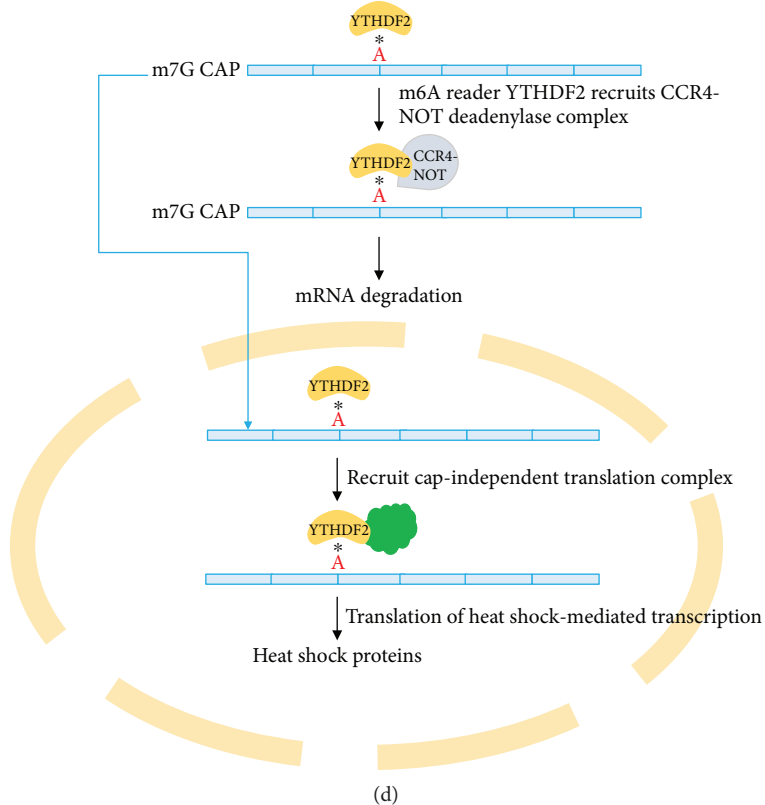 YTHDF2
*
A
m7G CAP
m6A reader YTHDF2 recruits CCR4-
NOT deadenylase complex
YTHDF2
CCR4-
NOT
*
A
m7G CAP
mRNA degradation
YTHDF2
*
A
Recruit cap-independent translation complex
YTHDF2
*
A
Translation of heat shock-mediated transcription
Heat shock proteins
(d)